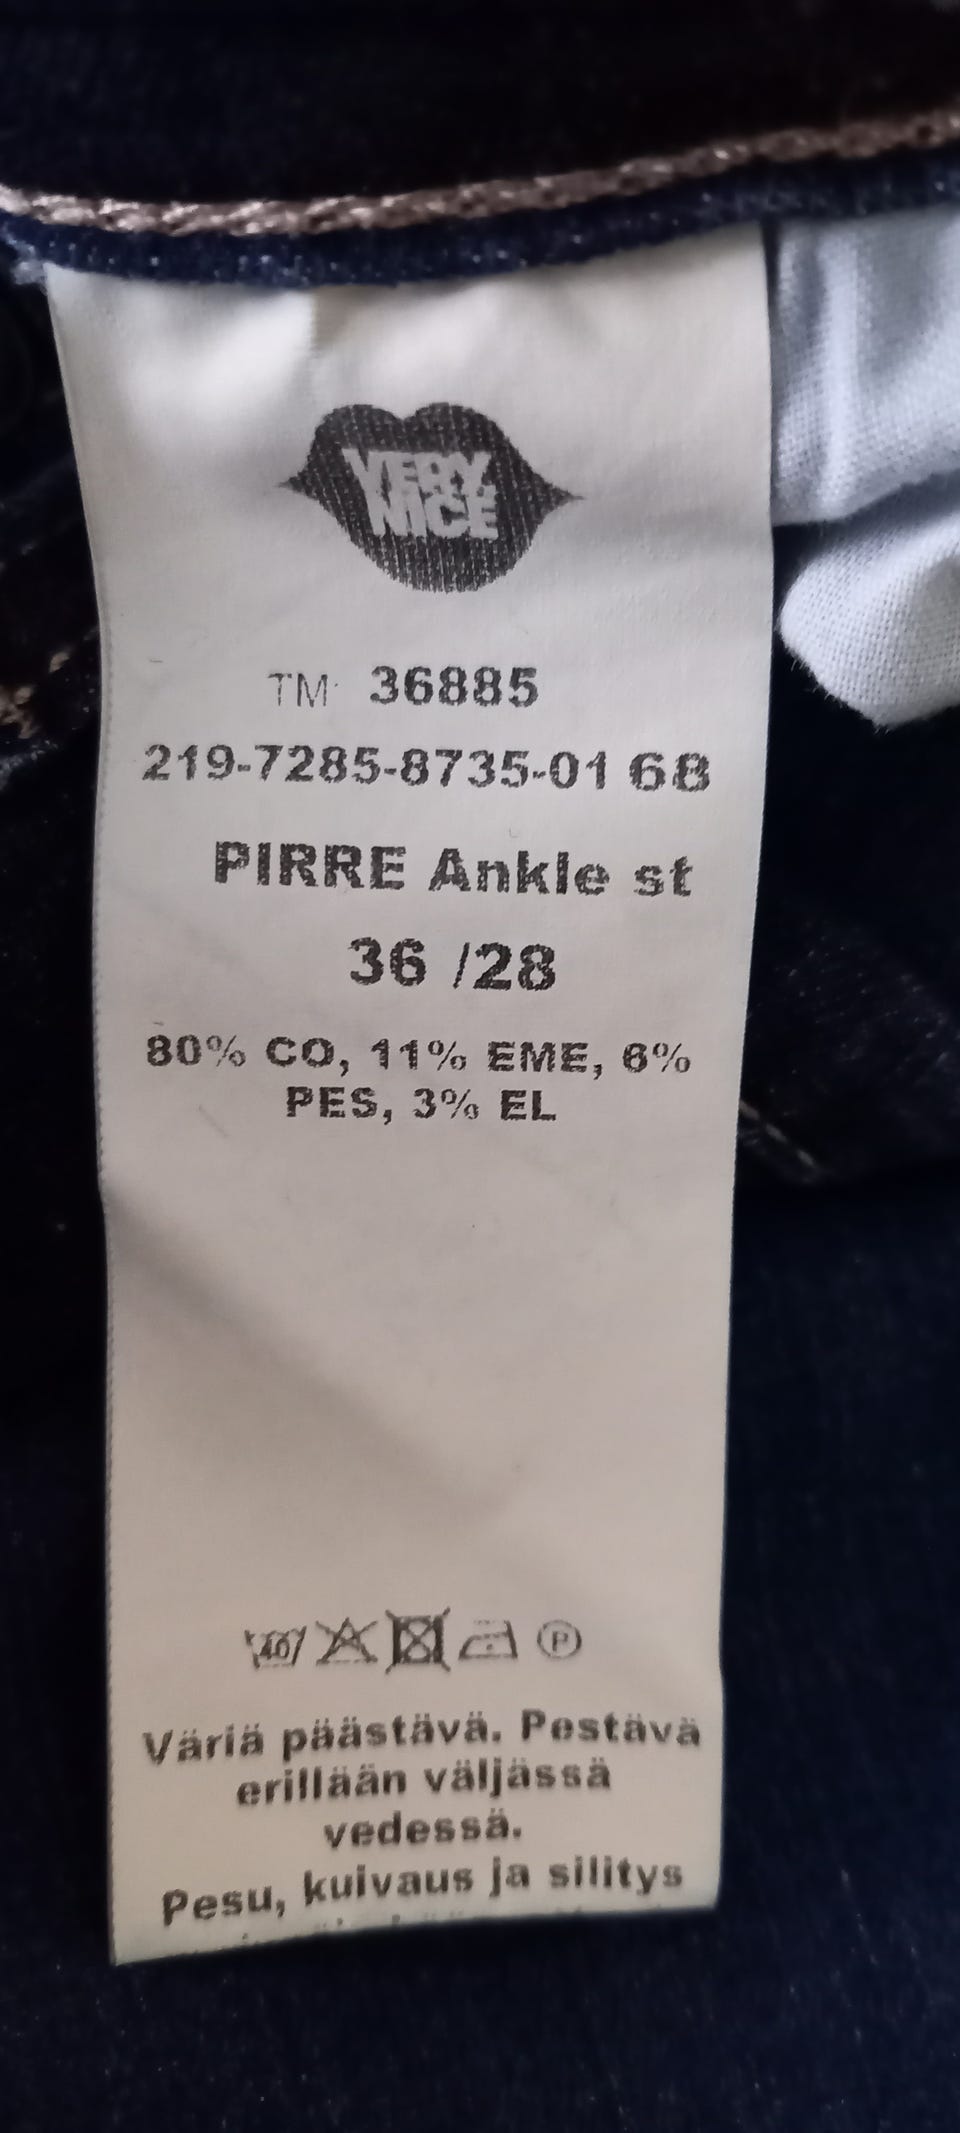 VERY
NICE
TM 36885
219-7285-8735-01 68
PIRRE Ankle st
36 /28
80% CO, 11% EME, 6%
PES, 3% EL
40 P
Väriä päästävä. Pestävä
erillään väljässä
vedessä.
Pesu, kuivaus ja silitys